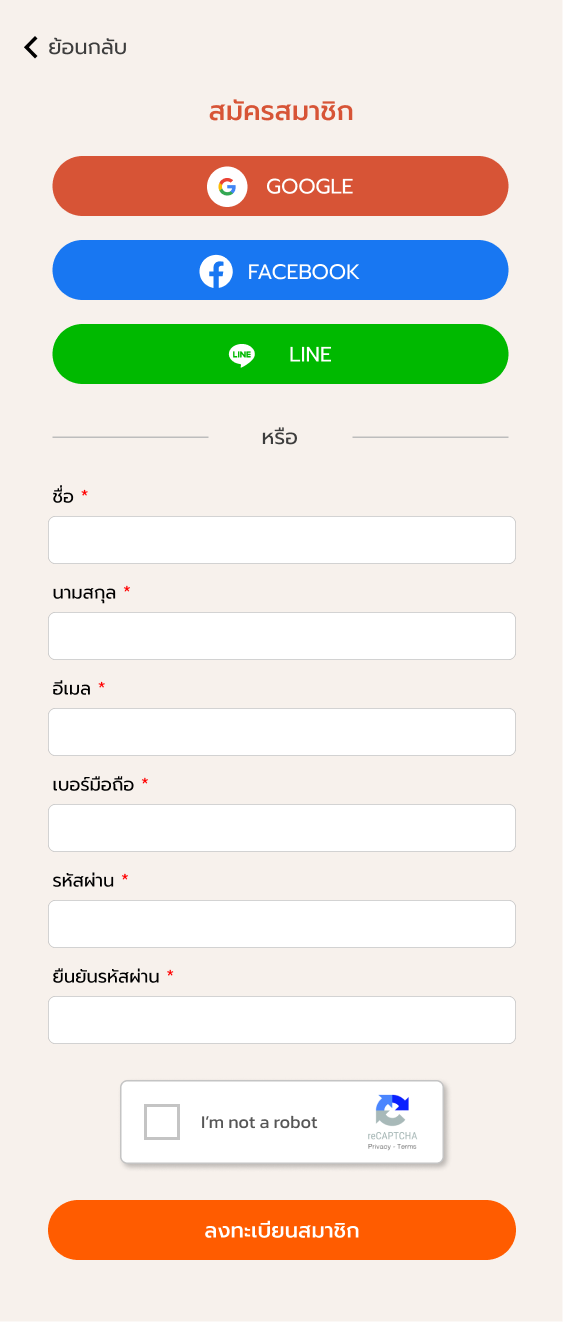 ย้อนกลับ
สมัครสมาชิก
GOOGLE
FACEBOOK
LINE LINE
หรือ
ชื่อ *
นามสกุล *
อีเมล *
เบอร์มือถือ *
รหัสผ่าน *
ยืนยันรหัสผ่าน *
I'm not a robot
reCAPTCHA
Privacy - Terms
ลงทะเบียนสมาชิก